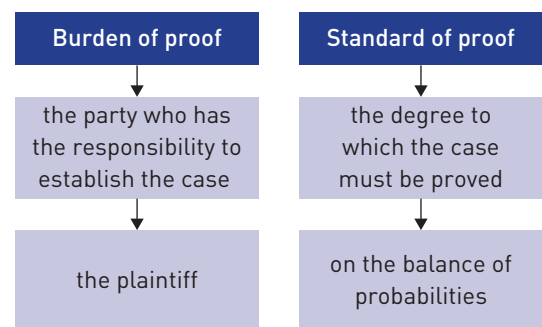 Burden of proof
the party who has
the responsibility to
establish the case
the plaintiff
Standard of proof
the degree to
which the case
must be proved
on the balance of
probabilities